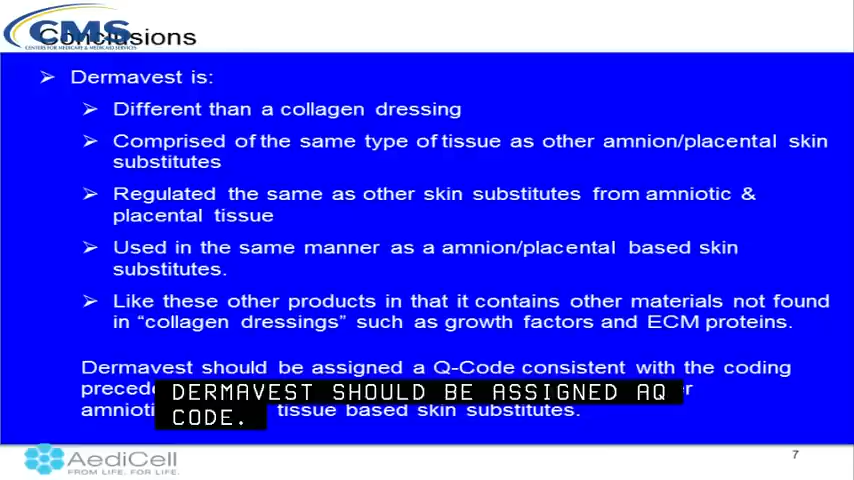 CMS
CENTERS FOR MEDICARE & MEDICAID SERVICES
Conclusions
Dermavest is:
Different than a collagen dressing
Comprised of the same type of tissue as other amnion/placental skin
substitutes
Regulated the same as other skin substitutes from amniotic &
placental tissue
Used in the same manner as a amnion/placental based skin
substitutes.
Like these other products in that it contains other materials not found
in “collagen dressings” such as growth factors and ECM proteins.
Dermavest should be assigned a Q-Code consistent with the coding
DERMAVEST SHOULD BE ASSIGNED AQ
CODE.
tissue based skin substitutes.
AediCell
FROM LIFE. FOR LIFE.
7